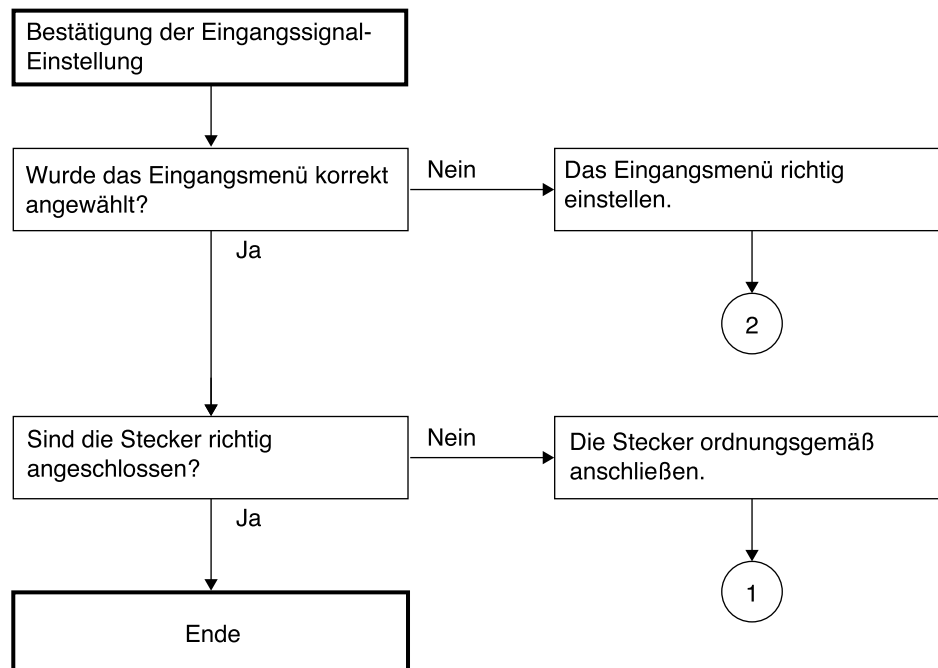 Bestätigung der Eingangssignal-
Einstellung
Wurde das Eingangsmenü korrekt
angewählt?
Nein
Das Eingangsmenü richtig
einstellen.
Ja
2
Sind die Stecker richtig
angeschlossen?
Nein
Die Stecker ordnungsgemäß
anschließen.
Ja
1
Ende